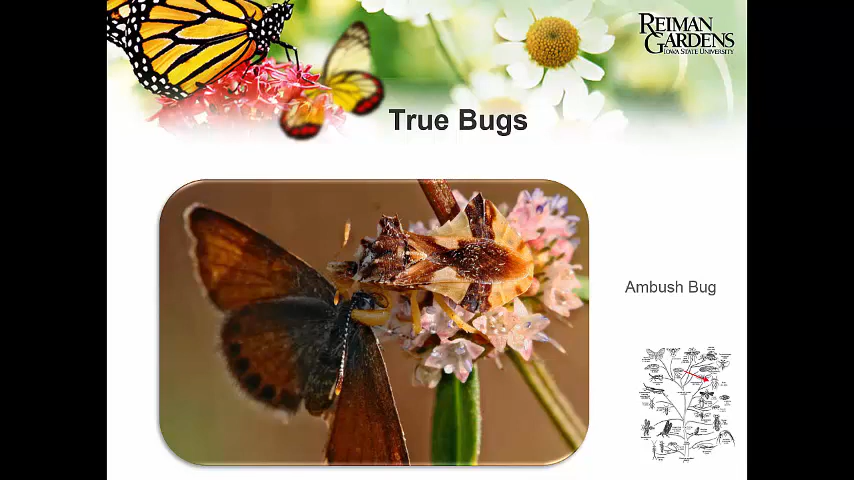 REIMAN
GARDENS
IOWA STATE UNIVERSITY
True Bugs
Ambush Bug